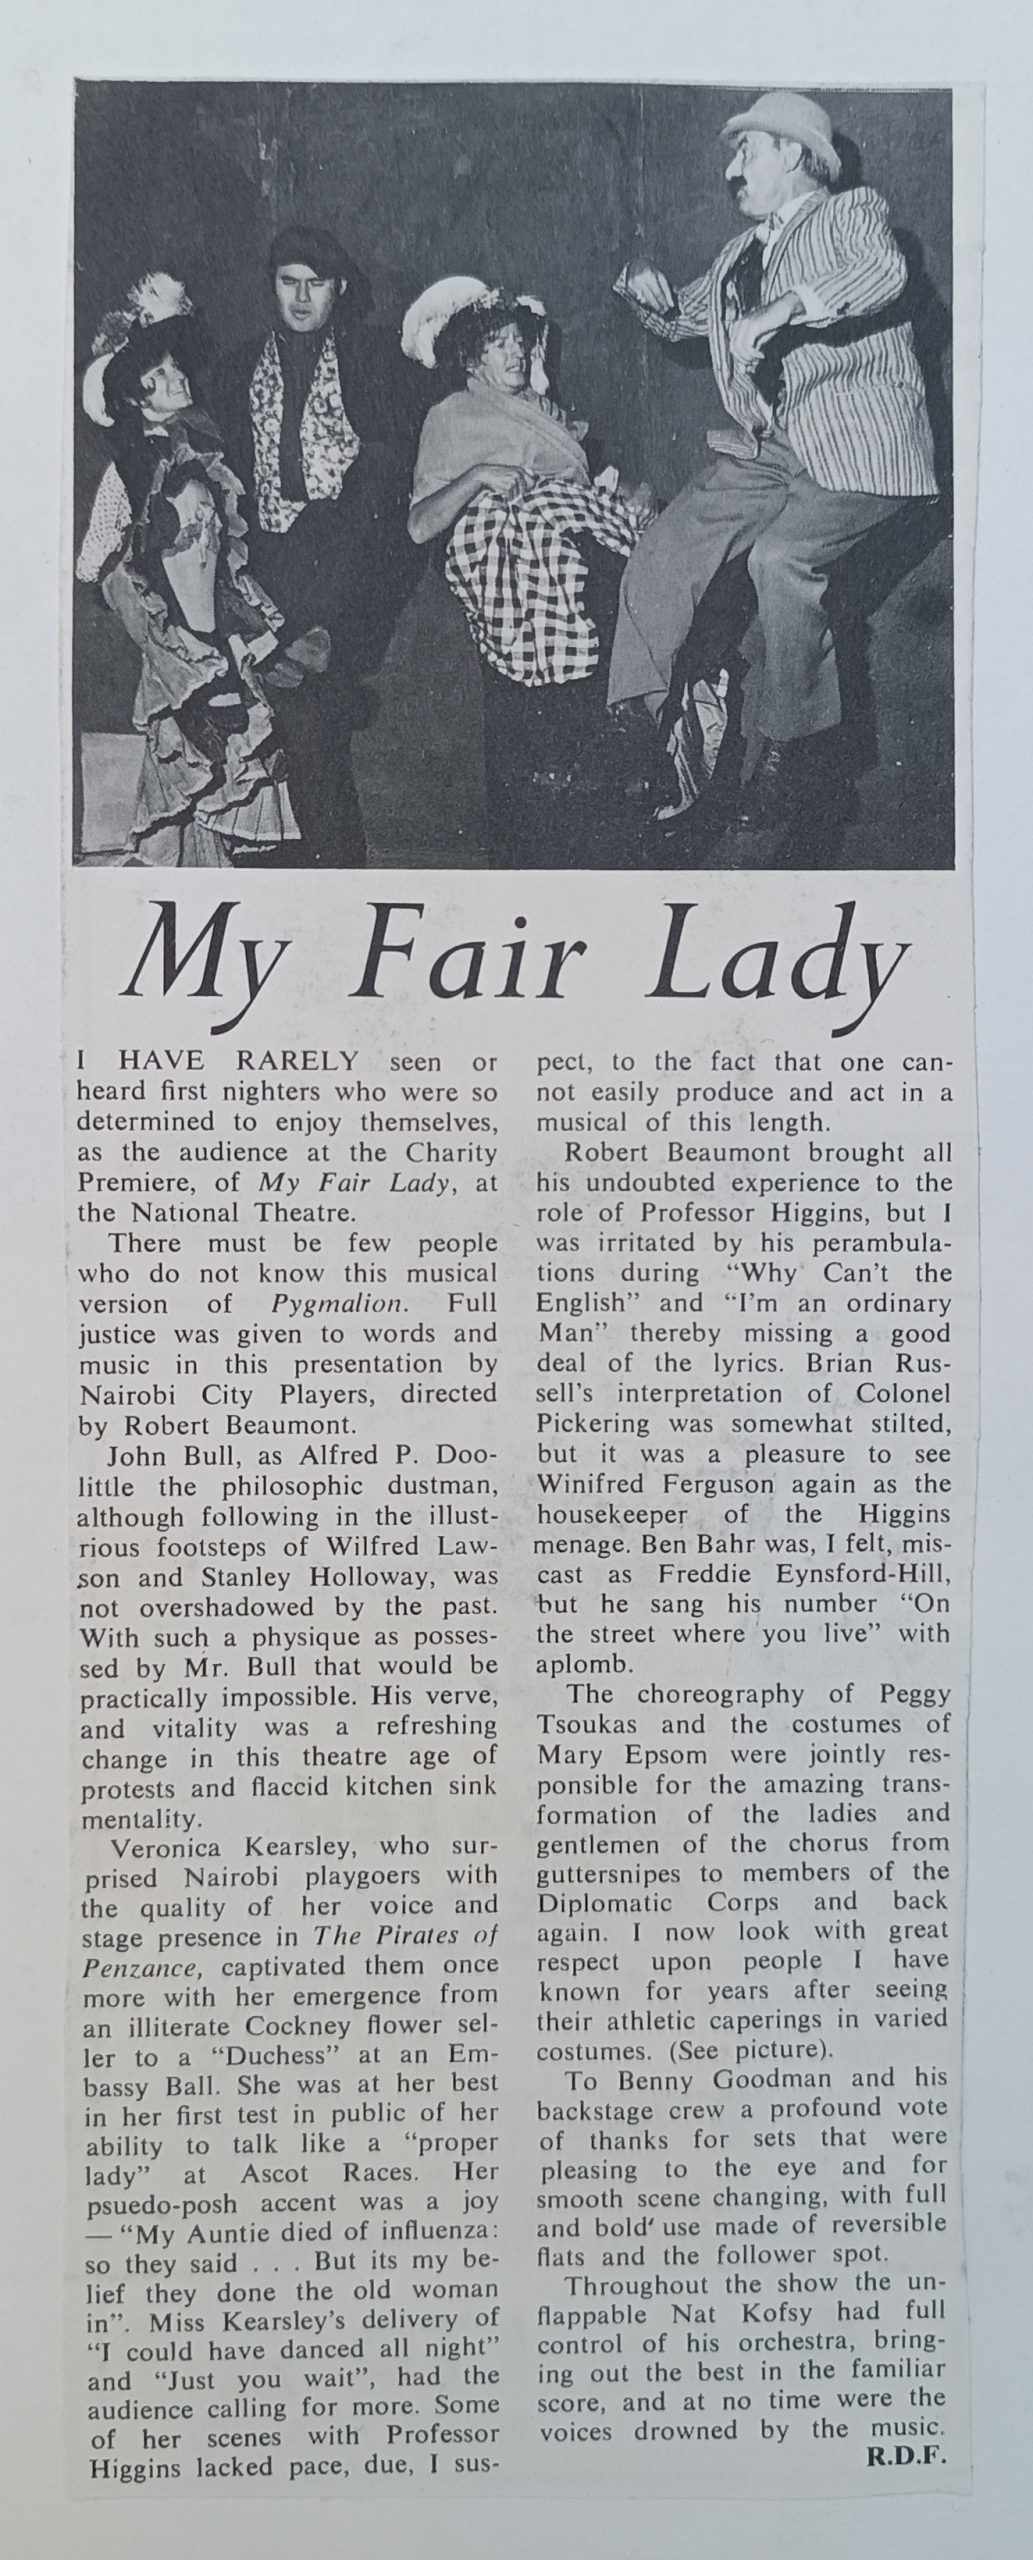 My Fair Lady
I HAVE RARELY seen or
heard first nighters who were so
determined to enjoy themselves,
as the audience at the Charity
Premiere, of My Fair Lady, at
the National Theatre.
There must be few people
who do not know this musical
version of Pygmalion. Full
justice was given to words and
music in this presentation by
Nairobi City Players, directed
by Robert Beaumont.
John Bull, as Alfred P. Doo-
little the philosophic dustman,
although following in the illust-
rious footsteps of Wilfred Law-
son and Stanley Holloway, was
not overshadowed by the past.
With such a physique as posses-
sed by Mr. Bull that would be
practically impossible. His verve,
and vitality was a refreshing
change in this theatre age of
protests and flaccid kitchen sink
mentality.
Veronica Kearsley, who sur-
prised Nairobi playgoers with
the quality of her voice and
stage presence in The Pirates of
Penzance, captivated them once
more with her emergence from
an illiterate Cockney flower sel-
ler to a “Duchess” at an Em-
bassy Ball. She was at her best
in her first test in public of her
ability to talk like a “proper
lady” at Ascot Races. Her
psuedo-posh accent was a joy
— “My Auntie died of influenza:
so they said . . . But its my be-
lief they done the old woman
in”. Miss Kearsley's delivery of
“I could have danced all night”
and “Just you wait”, had the
audience calling for more. Some
of her scenes with Professor
Higgins lacked pace, due, I sus-
pect, to the fact that one can-
not easily produce and act in a
musical of this length.
Robert Beaumont brought all
his undoubted experience to the
role of Professor Higgins, but I
was irritated by his perambula-
tions during “Why Can't the
English” and “I'm an ordinary
Man” thereby missing a good
deal of the lyrics. Brian Rus-
sell's interpretation of Colonel
Pickering was somewhat stilted,
but it was a pleasure to see
Winifred Ferguson again as the
housekeeper of the Higgins
menage. Ben Bahr was, I felt, mis-
cast as Freddie Eynsford-Hill,
but he sang his number “On
the street where you live” with
aplomb.
The choreography of Peggy
Tsoukas and the costumes of
Mary Epsom were jointly res-
ponsible for the amazing trans-
formation of the ladies and
gentlemen of the chorus from
guttersnipes to members of the
Diplomatic Corps and back
again. I now look with great
respect upon people I have
known for years after seeing
their athletic caperings in varied
costumes. (See picture).
To Benny Goodman and his
backstage crew a profound vote
of thanks for sets that were
pleasing to the eye and for
smooth scene changing, with full
and bold use made of reversible
flats and the follower spot.
Throughout the show the un-
flappable Nat Kofsy had full
control of his orchestra, bring-
ing out the best in the familiar
score, and at no time were the
voices drowned by the music.
R.D.F.